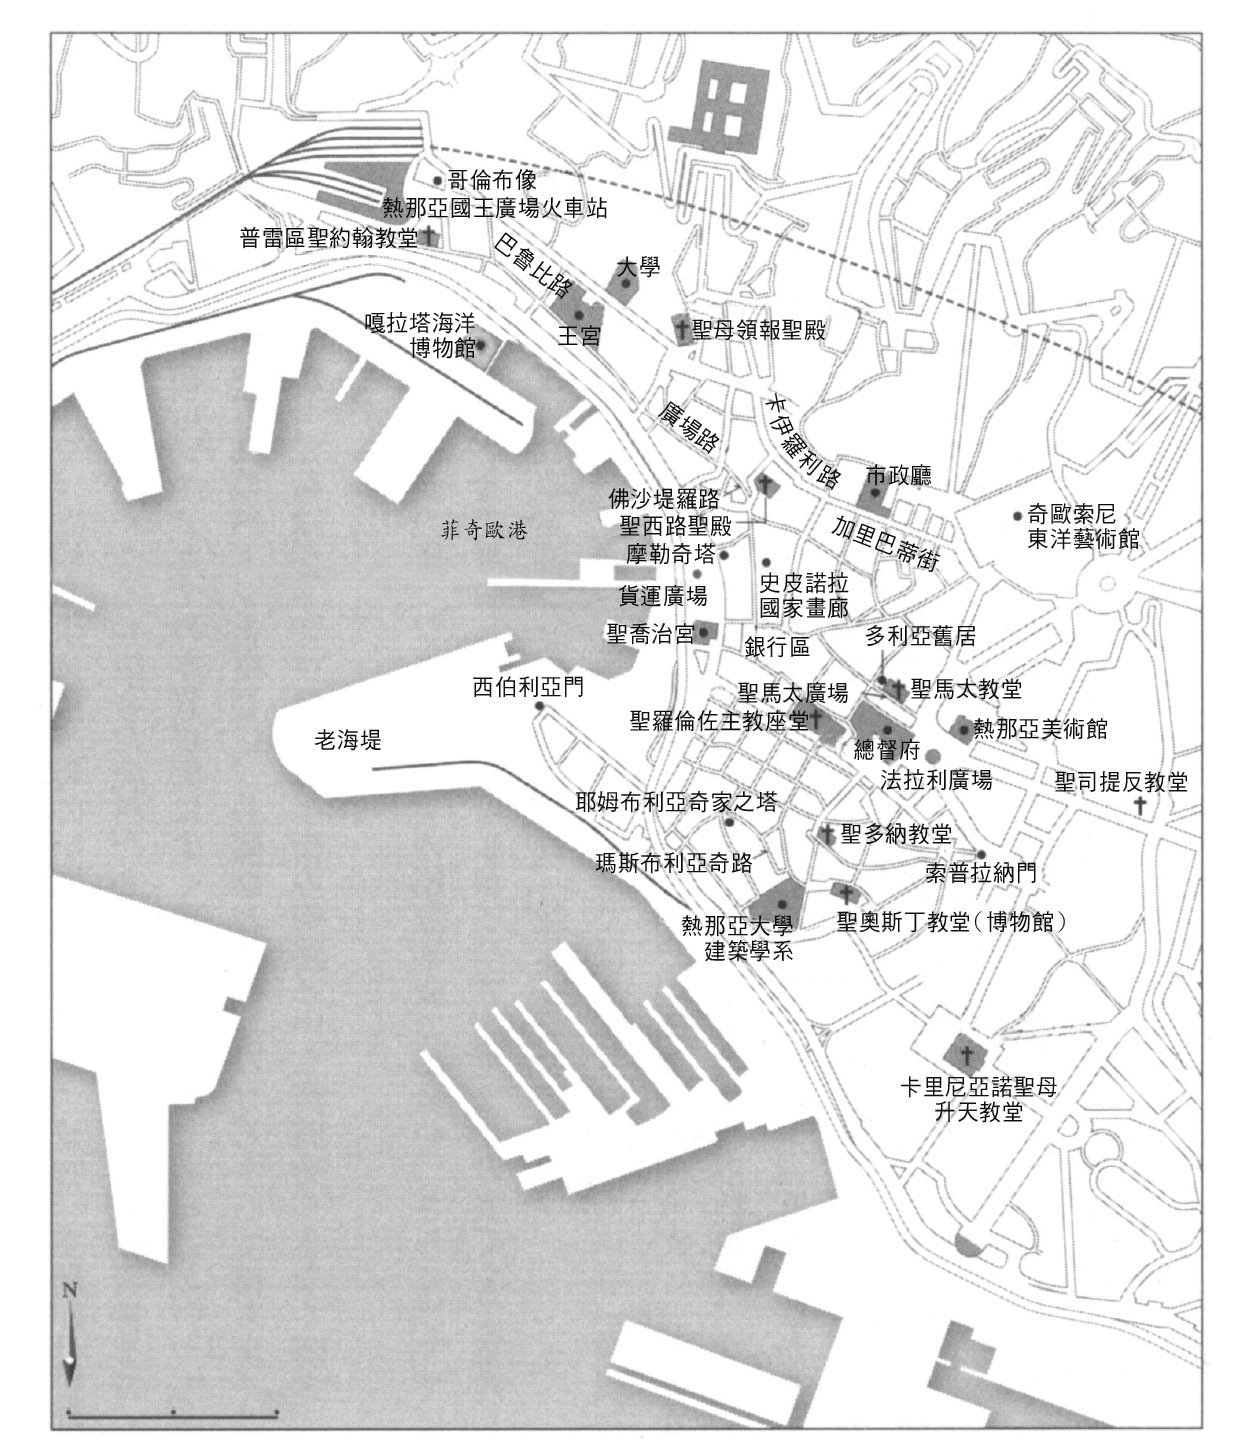 哥倫布像
熱那亞國王廣場火車站
普雷區聖約翰教堂
巴魯比路
大學
王宮
嘎拉塔海洋
博物館
聖母領報聖殿
廣場路
卡伊羅利路
市政廳
佛沙堤羅路
聖西路聖殿
摩勒奇塔
菲奇歐港
加里巴蒂街
奇歐索尼
東洋藝術館
史皮諾拉
國家畫廊
貨運廣場
聖喬治宮
銀行區
多利亞舊居
西伯利亞門
聖馬太廣場
聖馬太教堂
聖羅倫佐主教座堂
老海堤
總督府
熱那亞美術館
法拉利廣場
聖司提反教堂
耶姆布利亞奇家之塔
聖多納教堂
瑪斯布利亞奇路
索普拉納門
熱那亞大學
建築學系
聖奧斯丁教堂（博物館）
卡里尼亞諾聖母
升天教堂
N